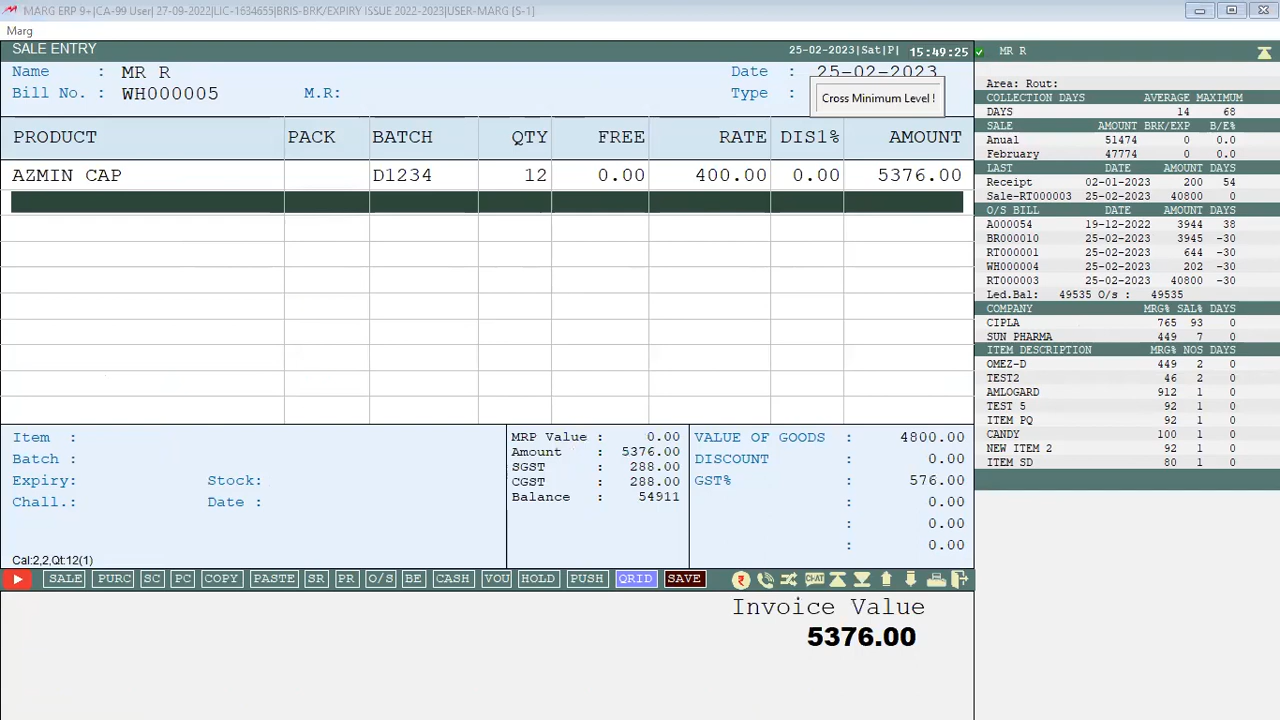 MARG ERP 9+|CA-99 User| 27-09-2022|LIC-1634655|BRIS-BRK/EXPIRY ISSUE 2022-2023|USER-MARG [S-1]
Marg
SALE ENTRY 25-02-2023|Sat|P| 15:49:25
Name : MR R Date : 25-02-2023
Bill No. : WH000005 M.R: Type :
Cross Minimum Level !
PRODUCT PACK BATCH QTY FREE RATE DIS1% AMOUNT
AZMIN CAP D1234 12 0.00 400.00 0.00 5376.00
Item :
Batch :
Expiry: Stock:
Chall.: Date :
Cal:2,2,Qt:12(1)
MRP Value : 0.00
Amount : 5376.00
SGST : 288.00
CGST : 288.00
Balance : 54911
VALUE OF GOODS : 4800.00
DISCOUNT : 0.00
GST% : 576.00
: 0.00
: 0.00
: 0.00
SALE PURC SC PC COPY PASTE SR PR O/S BE CASH VOU HOLD PUSH QRID SAVE CHAT
Invoice Value
5376.00
MR R
Area: Rout:
COLLECTION DAYS AVERAGE MAXIMUM
DAYS 14 68
SALE AMOUNT BRK/EXP B/E%
Anual 51474 0 0.0
February 47774 0 0.0
LAST DATE AMOUNT DAYS
Receipt 02-01-2023 200 54
Sale-RT000003 25-02-2023 40800 0
O/S BILL DATE AMOUNT DAYS
A000054 19-12-2022 3944 38
BR000010 25-02-2023 3945 -30
RT000001 25-02-2023 644 -30
WH000004 25-02-2023 202 -30
RT000003 25-02-2023 40800 -30
Led.Bal: 49535 O/s : 49535
COMPANY MRG% SAL% DAYS
CIPLA 765 93 0
SUN PHARMA 449 7 0
ITEM DESCRIPTION MRG% NOS DAYS
OMEZ-D 449 2 0
TEST2 46 2 0
AMLOGARD 912 1 0
TEST 5 92 1 0
ITEM PQ 92 1 0
CANDY 100 1 0
NEW ITEM 2 92 1 0
ITEM SD 80 1 0